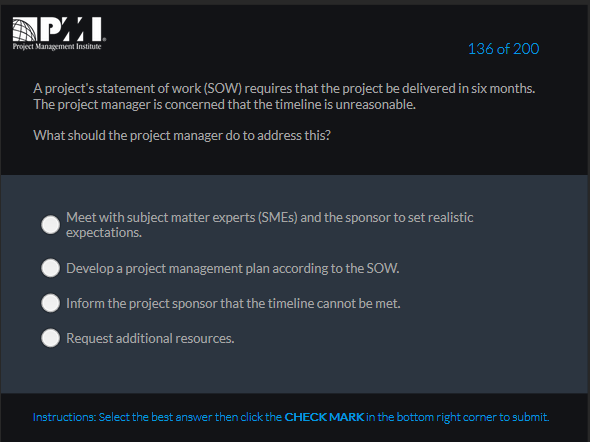 PMI®
Project Management Institute
136 of 200
A project's statement of work (SOW) requires that the project be delivered in six months.
The project manager is concerned that the timeline is unreasonable.
What should the project manager do to address this?
Meet with subject matter experts (SMEs) and the sponsor to set realistic
expectations.
Develop a project management plan according to the SOW.
Inform the project sponsor that the timeline cannot be met.
Request additional resources.
Instructions: Select the best answer then click the CHECK MARK in the bottom right corner to submit.